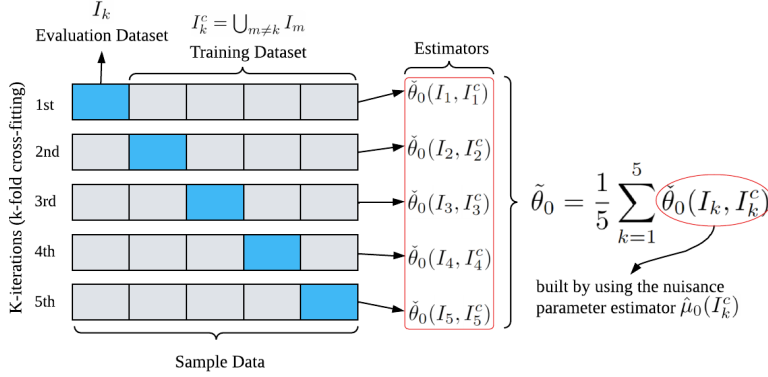 I_k
Evaluation Dataset
I_k^c = ⋃_{m≠k} I_m
Training Dataset
Estimators
K-iterations (k-fold cross-fitting)
1st
θ̌_0(I_1, I_1^c)
2nd
θ̌_0(I_2, I_2^c)
3rd
θ̌_0(I_3, I_3^c)
4th
θ̌_0(I_4, I_4^c)
5th
θ̌_0(I_5, I_5^c)
θ̃_0 = 1/5 ∑_{k=1}^{5} θ̌_0(I_k, I_k^c)
built by using the nuisance
parameter estimator μ̂_0(I_k^c)
Sample Data